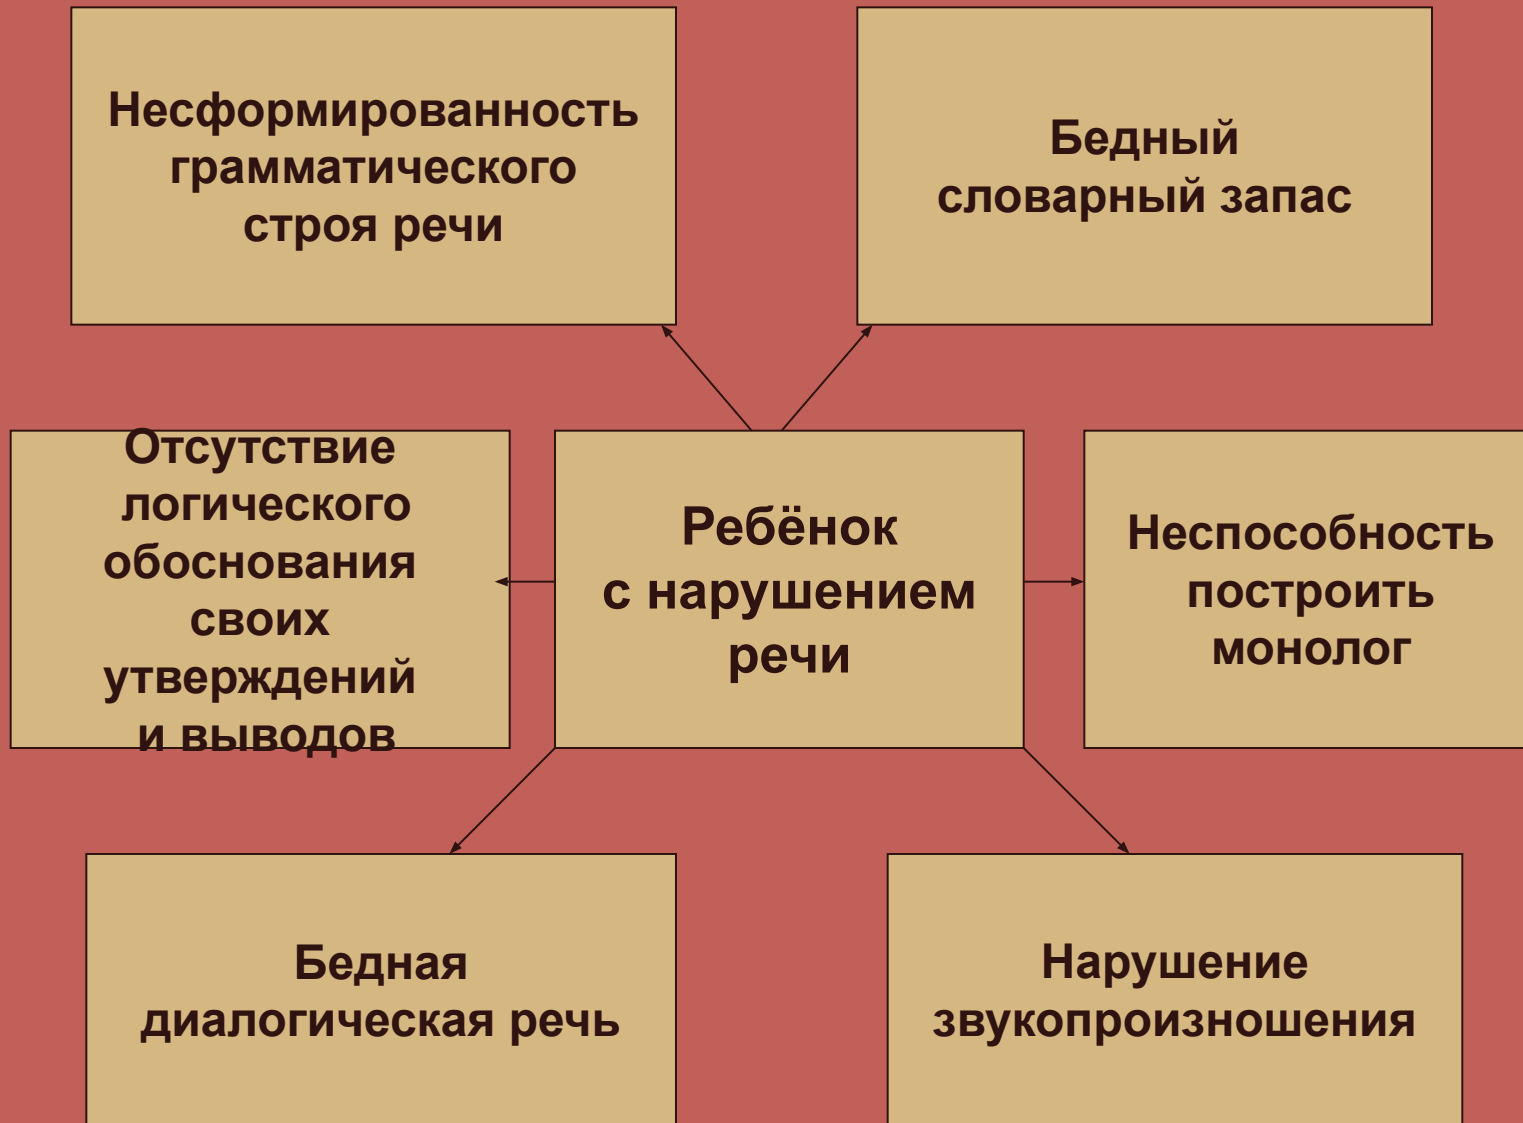 Несформированность
грамматического
строя речи
Бедный
словарный запас
Отсутствие
логического
обоснования
своих
утверждений
и выводов
Ребёнок
с нарушением
речи
Неспособность
построить
монолог
Бедная
диалогическая речь
Нарушение
звукопроизношения